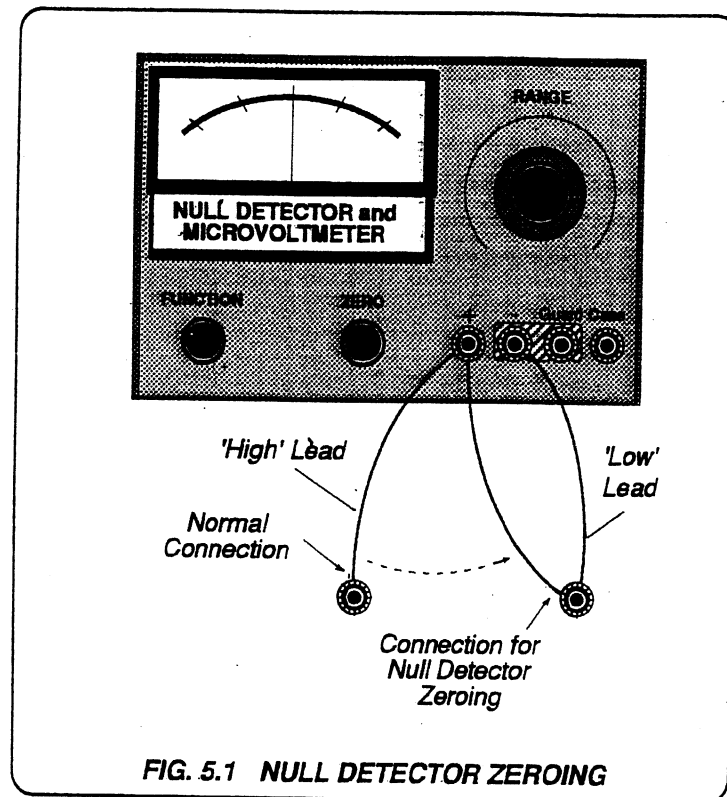 RANGE
NULL DETECTOR and
MICROVOLTMETER
FUNCTION
ZERO
+ - Guard Case
'High' Lead
'Low'
Lead
Normal
Connection
Connection for
Null Detector
Zeroing
FIG. 5.1 NULL DETECTOR ZEROING